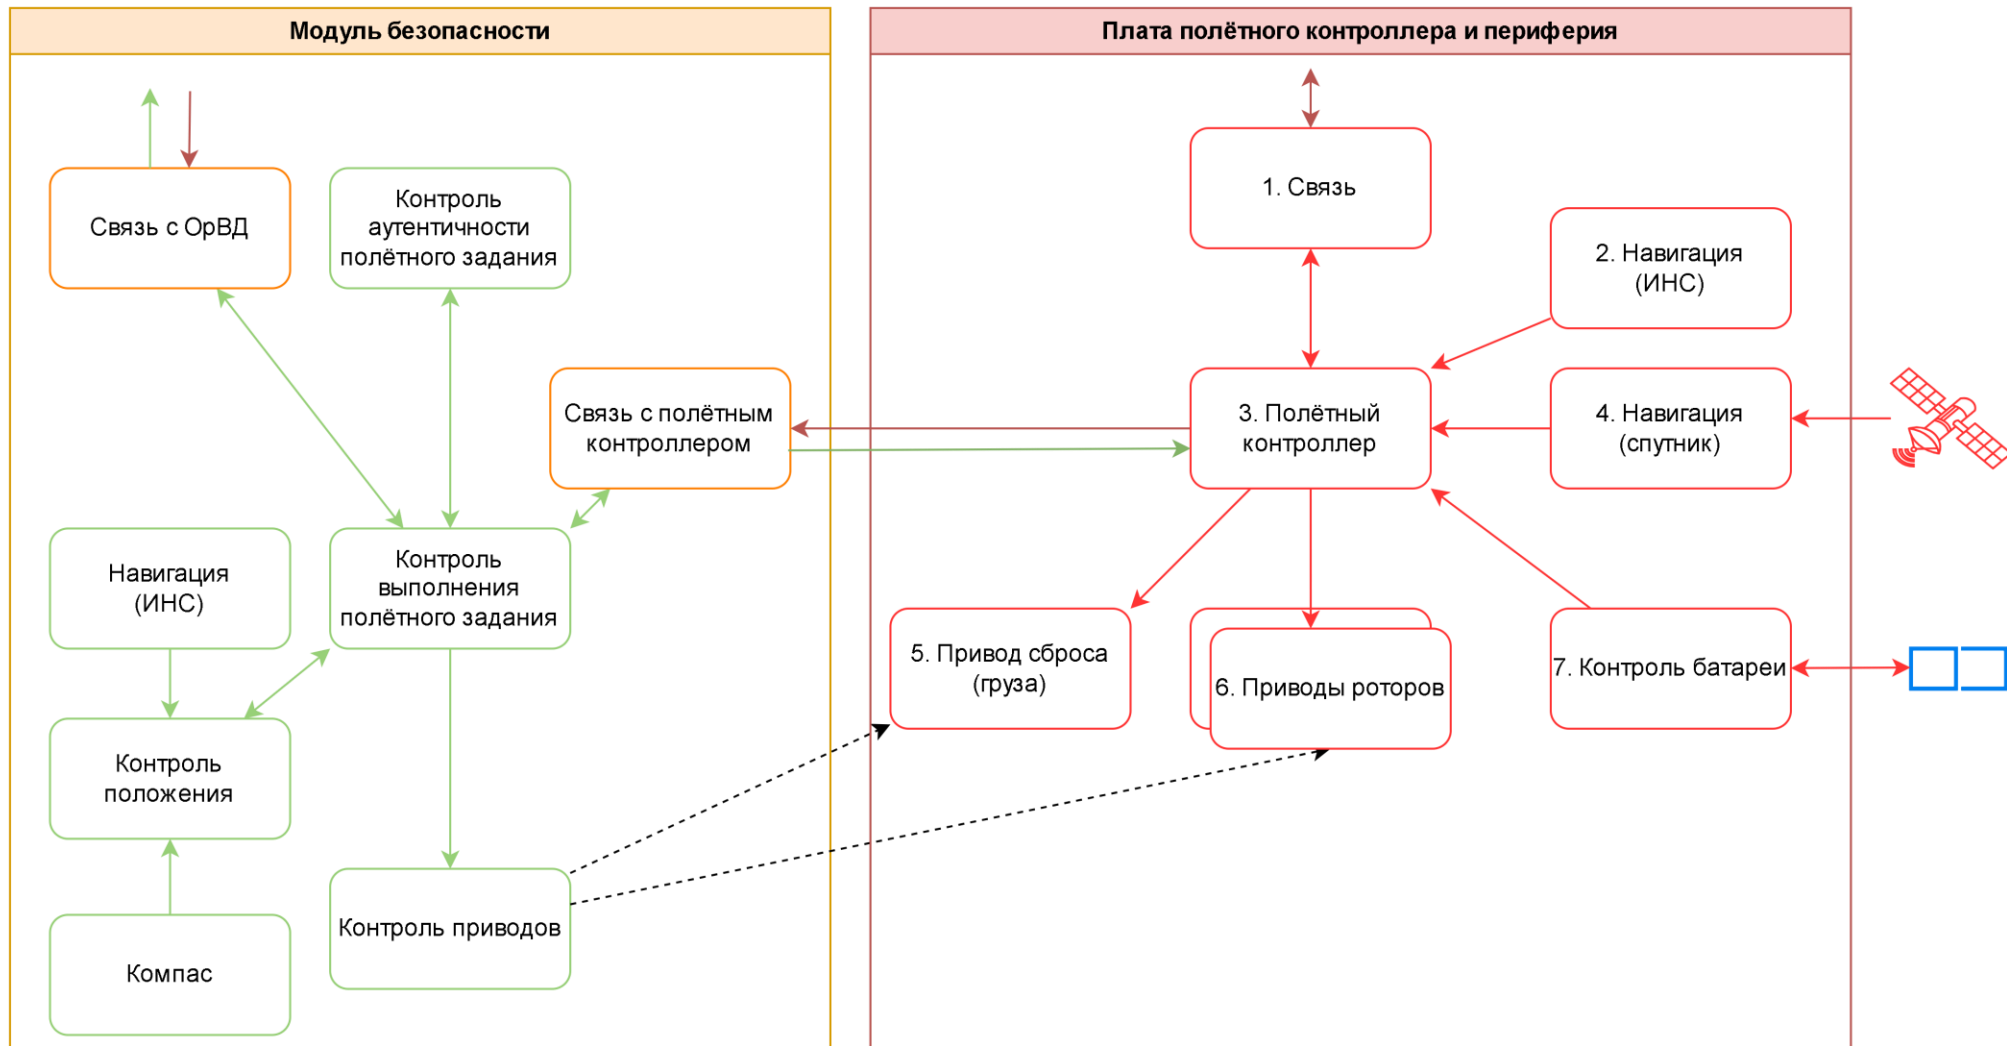 Модуль безопасности
Связь с ОрВД
Контроль
аутентичности
полётного задания
Связь с полётным
контроллером
Навигация
(ИНС)
Контроль
выполнения
полётного задания
Контроль
положения
Контроль приводов
Компас
Плата полётного контроллера и периферия
1. Связь
2. Навигация
(ИНС)
3. Полётный
контроллер
4. Навигация
(спутник)
5. Привод сброса
(груза)
6. Приводы роторов
7. Контроль батареи